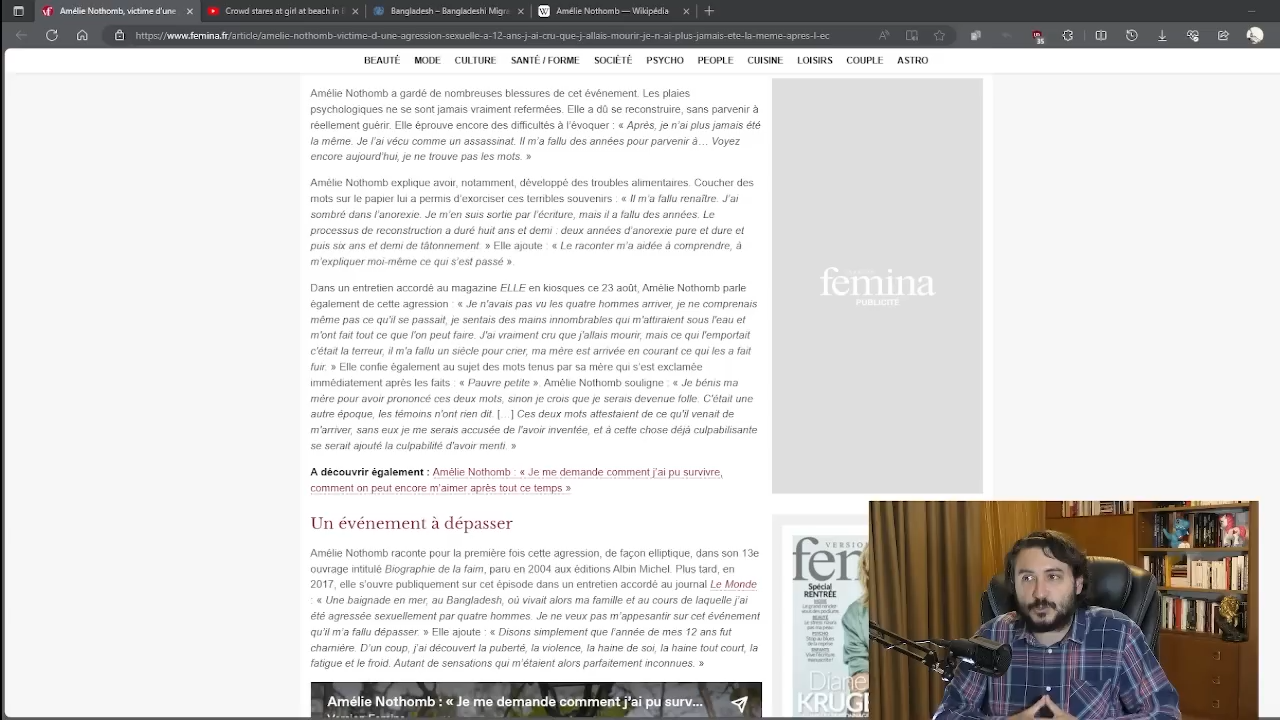 Amélie Nothomb, victime d'une
Crowd stares at girl at beach in B
Bangladesh – Bangladeshi Migra
Amélie Nothomb — Wikipédia
https://www.femina.fr/article/amelie-nothomb-victime-d-une-agression-sexuelle-a-12-ans-j-ai-cru-que-j-allais-mourir-je-n-ai-plus-jamais-ete-la-meme-apres-l-ec
BEAUTÉ MODE CULTURE SANTÉ / FORME SOCIÉTÉ PSYCHO PEOPLE CUISINE LOISIRS COUPLE ASTRO
Amélie Nothomb a gardé de nombreuses blessures de cet événement. Les plaies
psychologiques ne se sont jamais vraiment refermées. Elle a dû se reconstruire, sans parvenir à
réellement guérir. Elle éprouve encore des difficultés à l'évoquer : « Après, je n'ai plus jamais été
la même. Je l'ai vécu comme un assassinat. Il m'a fallu des années pour parvenir à… Voyez
encore aujourd'hui, je ne trouve pas les mots. »
Amélie Nothomb explique avoir, notamment, développé des troubles alimentaires. Coucher des
mots sur le papier lui a permis d'exorciser ces terribles souvenirs : « Il m'a fallu renaître. J'ai
sombré dans l'anorexie. Je m'en suis sortie par l'écriture, mais il a fallu des années. Le
processus de reconstruction a duré huit ans et demi : deux années d'anorexie pure et dure et
puis six ans et demi de tâtonnement. » Elle ajoute : « Le raconter m'a aidée à comprendre, à
m'expliquer moi-même ce qui s'est passé ».
Dans un entretien accordé au magazine ELLE en kiosques ce 23 août, Amélie Nothomb parle
également de cette agression : « Je n'avais pas vu les quatre hommes arriver, je ne comprenais
même pas ce qu'il se passait, je sentais des mains innombrables qui m'attiraient sous l'eau et
m'ont fait tout ce que l'on peut faire. J'ai vraiment cru que j'allais mourir, mais ce qui l'emportait
c'était la terreur, il m'a fallu un siècle pour crier, ma mère est arrivée en courant ce qui les a fait
fuir. » Elle confie également au sujet des mots tenus par sa mère qui s'est exclamée
immédiatement après les faits : « Pauvre petite ». Amélie Nothomb souligne : « Je bénis ma
mère pour avoir prononcé ces deux mots, sinon je crois que je serais devenue folle. C'était une
autre époque, les témoins n'ont rien dit. […] Ces deux mots attestaient de ce qu'il venait de
m'arriver, sans eux je me serais accusée de l'avoir inventée, et à cette chose déjà culpabilisante
se serait ajouté la culpabilité d'avoir menti. »
A découvrir également : Amélie Nothomb : « Je me demande comment j'ai pu survivre,
comment on peut encore m'aimer après tout ce temps »
Un événement à dépasser
Amélie Nothomb raconte pour la première fois cette agression, de façon elliptique, dans son 13e
ouvrage intitulé Biographie de la faim, paru en 2004 aux éditions Albin Michel. Plus tard, en
2017, elle s'ouvre publiquement sur cet épisode dans un entretien accordé au journal Le Monde
: « Une baignade en mer, au Bangladesh, où vivait alors ma famille et au cours de laquelle j'ai
été agressée sexuellement par quatre hommes. Je ne veux pas m'appesantir sur cet événement
qu'il m'a fallu dépasser. » Elle ajoute : « Disons simplement que l'année de mes 12 ans fut
charnière. D'un coup, j'ai découvert la puberté, la violence, la haine de soi, la haine tout court, la
fatigue et le froid. Autant de sensations qui m'étaient alors parfaitement inconnues. »
Amélie Nothomb : « Je me demande comment j'ai pu surv...
femina
PUBLICITÉ
VERSIO
fe
Spécial
RENTRÉE
Diane
KRUG